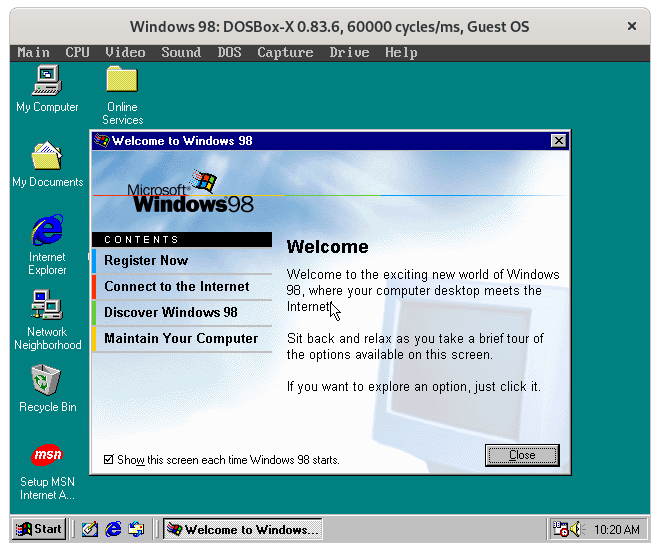 Windows 98: DOSBox-X 0.83.6, 60000 cycles/ms, Guest OS
Main CPU Video Sound DOS Capture Drive Help
My Computer
Online
Services
My Documents
Internet
Explorer
Network
Neighborhood
Recycle Bin
msn
Setup MSN
Internet A...
Welcome to Windows 98
Microsoft®
Windows98
CONTENTS
Register Now
Connect to the Internet
Discover Windows 98
Maintain Your Computer
Welcome
Welcome to the exciting new world of Windows
98, where your computer desktop meets the
Internet!
Sit back and relax as you take a brief tour of
the options available on this screen.
If you want to explore an option, just click it.
Show this screen each time Windows 98 starts.
Close
Start
Welcome to Windows...
10:20 AM